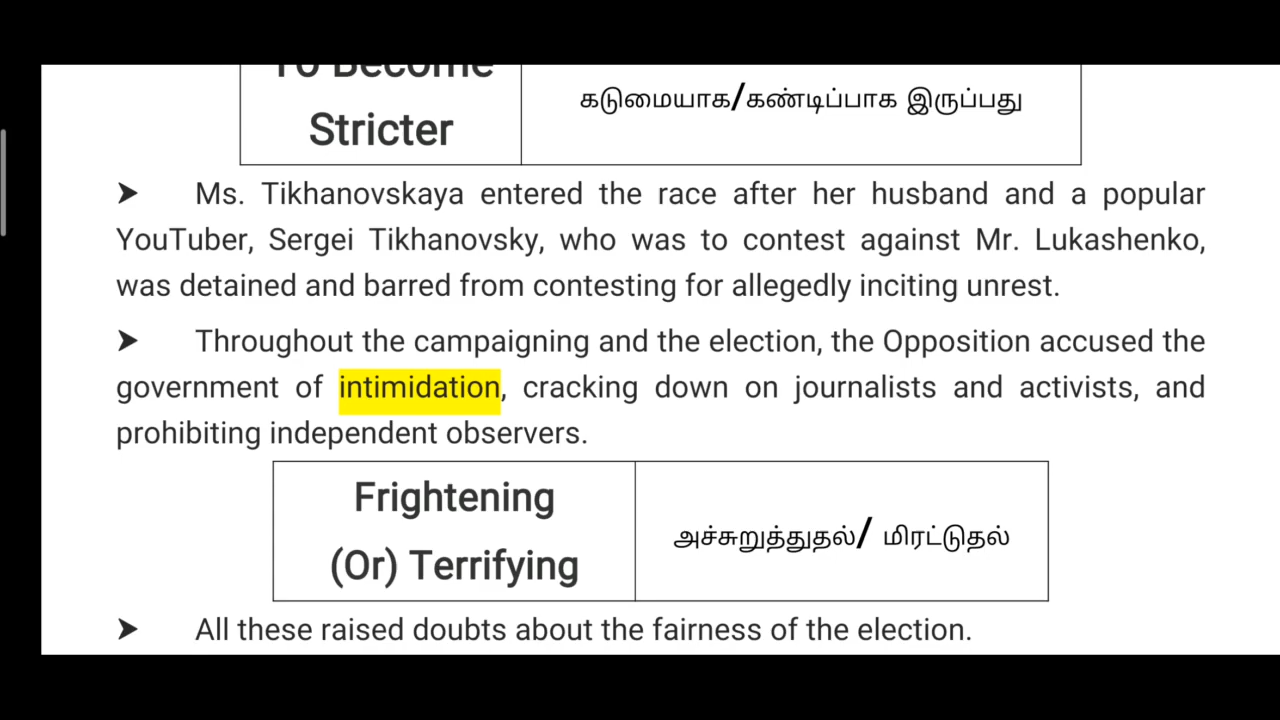 To Become
Stricter
கடுமையாக/கண்டிப்பாக இருப்பது
➤ Ms. Tikhanovskaya entered the race after her husband and a popular
YouTuber, Sergei Tikhanovsky, who was to contest against Mr. Lukashenko,
was detained and barred from contesting for allegedly inciting unrest.
➤ Throughout the campaigning and the election, the Opposition accused the
government of intimidation, cracking down on journalists and activists, and
prohibiting independent observers.
Frightening
(Or) Terrifying
அச்சுறுத்துதல்/ மிரட்டுதல்
➤ All these raised doubts about the fairness of the election.